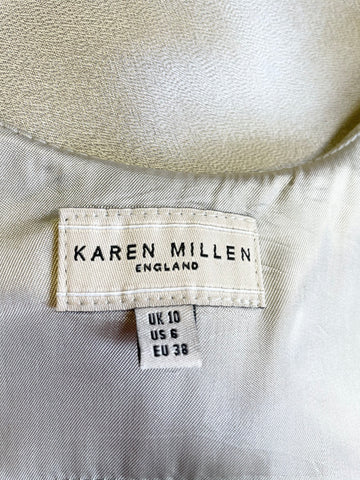 KAREN MILLEN
ENGLAND
UK 10
US 6
EU 38